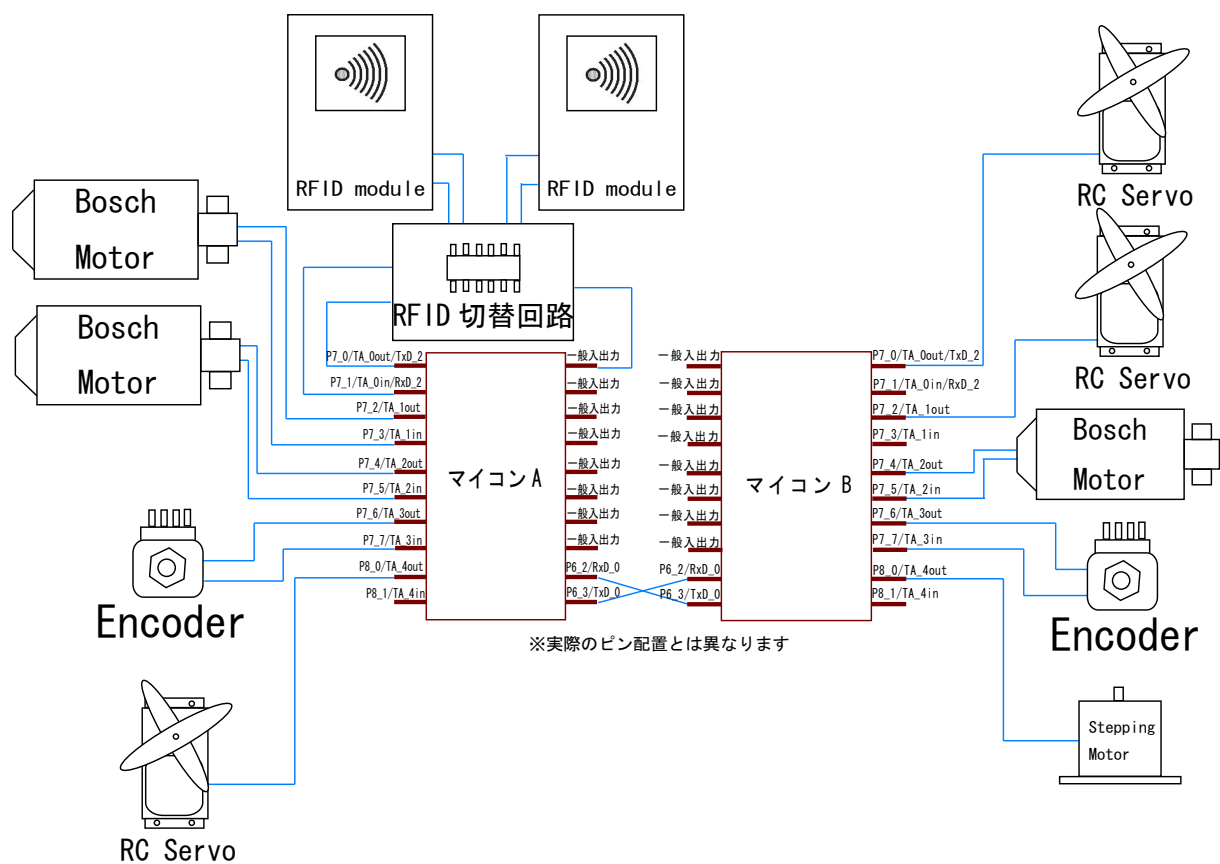 RFID module
RFID module
RC Servo
Bosch
Motor
RFID 切替回路
Bosch
Motor
RC Servo
P7_0/TA_0out/TxD_2
P7_1/TA_0in/RxD_2
P7_2/TA_1out
P7_3/TA_1in
P7_4/TA_2out
P7_5/TA_2in
P7_6/TA_3out
P7_7/TA_3in
P8_0/TA_4out
P8_1/TA_4in
マイコンA
一般入出力
一般入出力
一般入出力
一般入出力
一般入出力
一般入出力
一般入出力
一般入出力
P6_2/RxD_0
P6_3/TxD_0
一般入出力
一般入出力
一般入出力
一般入出力
一般入出力
一般入出力
一般入出力
一般入出力
P6_2/RxD_0
P6_3/TxD_0
マイコン B
P7_0/TA_0out/TxD_2
P7_1/TA_0in/RxD_2
P7_2/TA_1out
P7_3/TA_1in
P7_4/TA_2out
P7_5/TA_2in
P7_6/TA_3out
P7_7/TA_3in
P8_0/TA_4out
P8_1/TA_4in
Bosch
Motor
Encoder
Encoder
※実際のピン配置とは異なります
Stepping
Motor
RC Servo